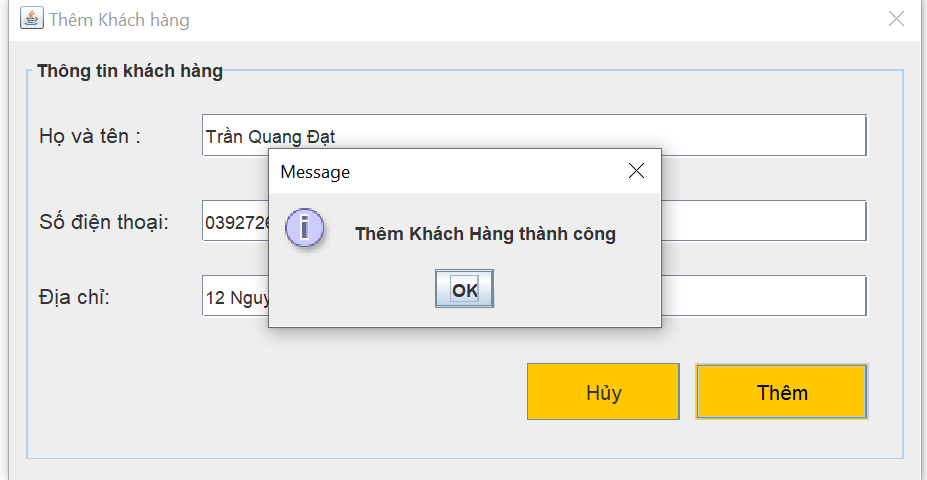 Thêm Khách hàng
Thông tin khách hàng
Họ và tên :
Trần Quang Đạt
Message
Số điện thoại:
Thêm Khách Hàng thành công
OK
Địa chỉ:
12
Hủy
Thêm